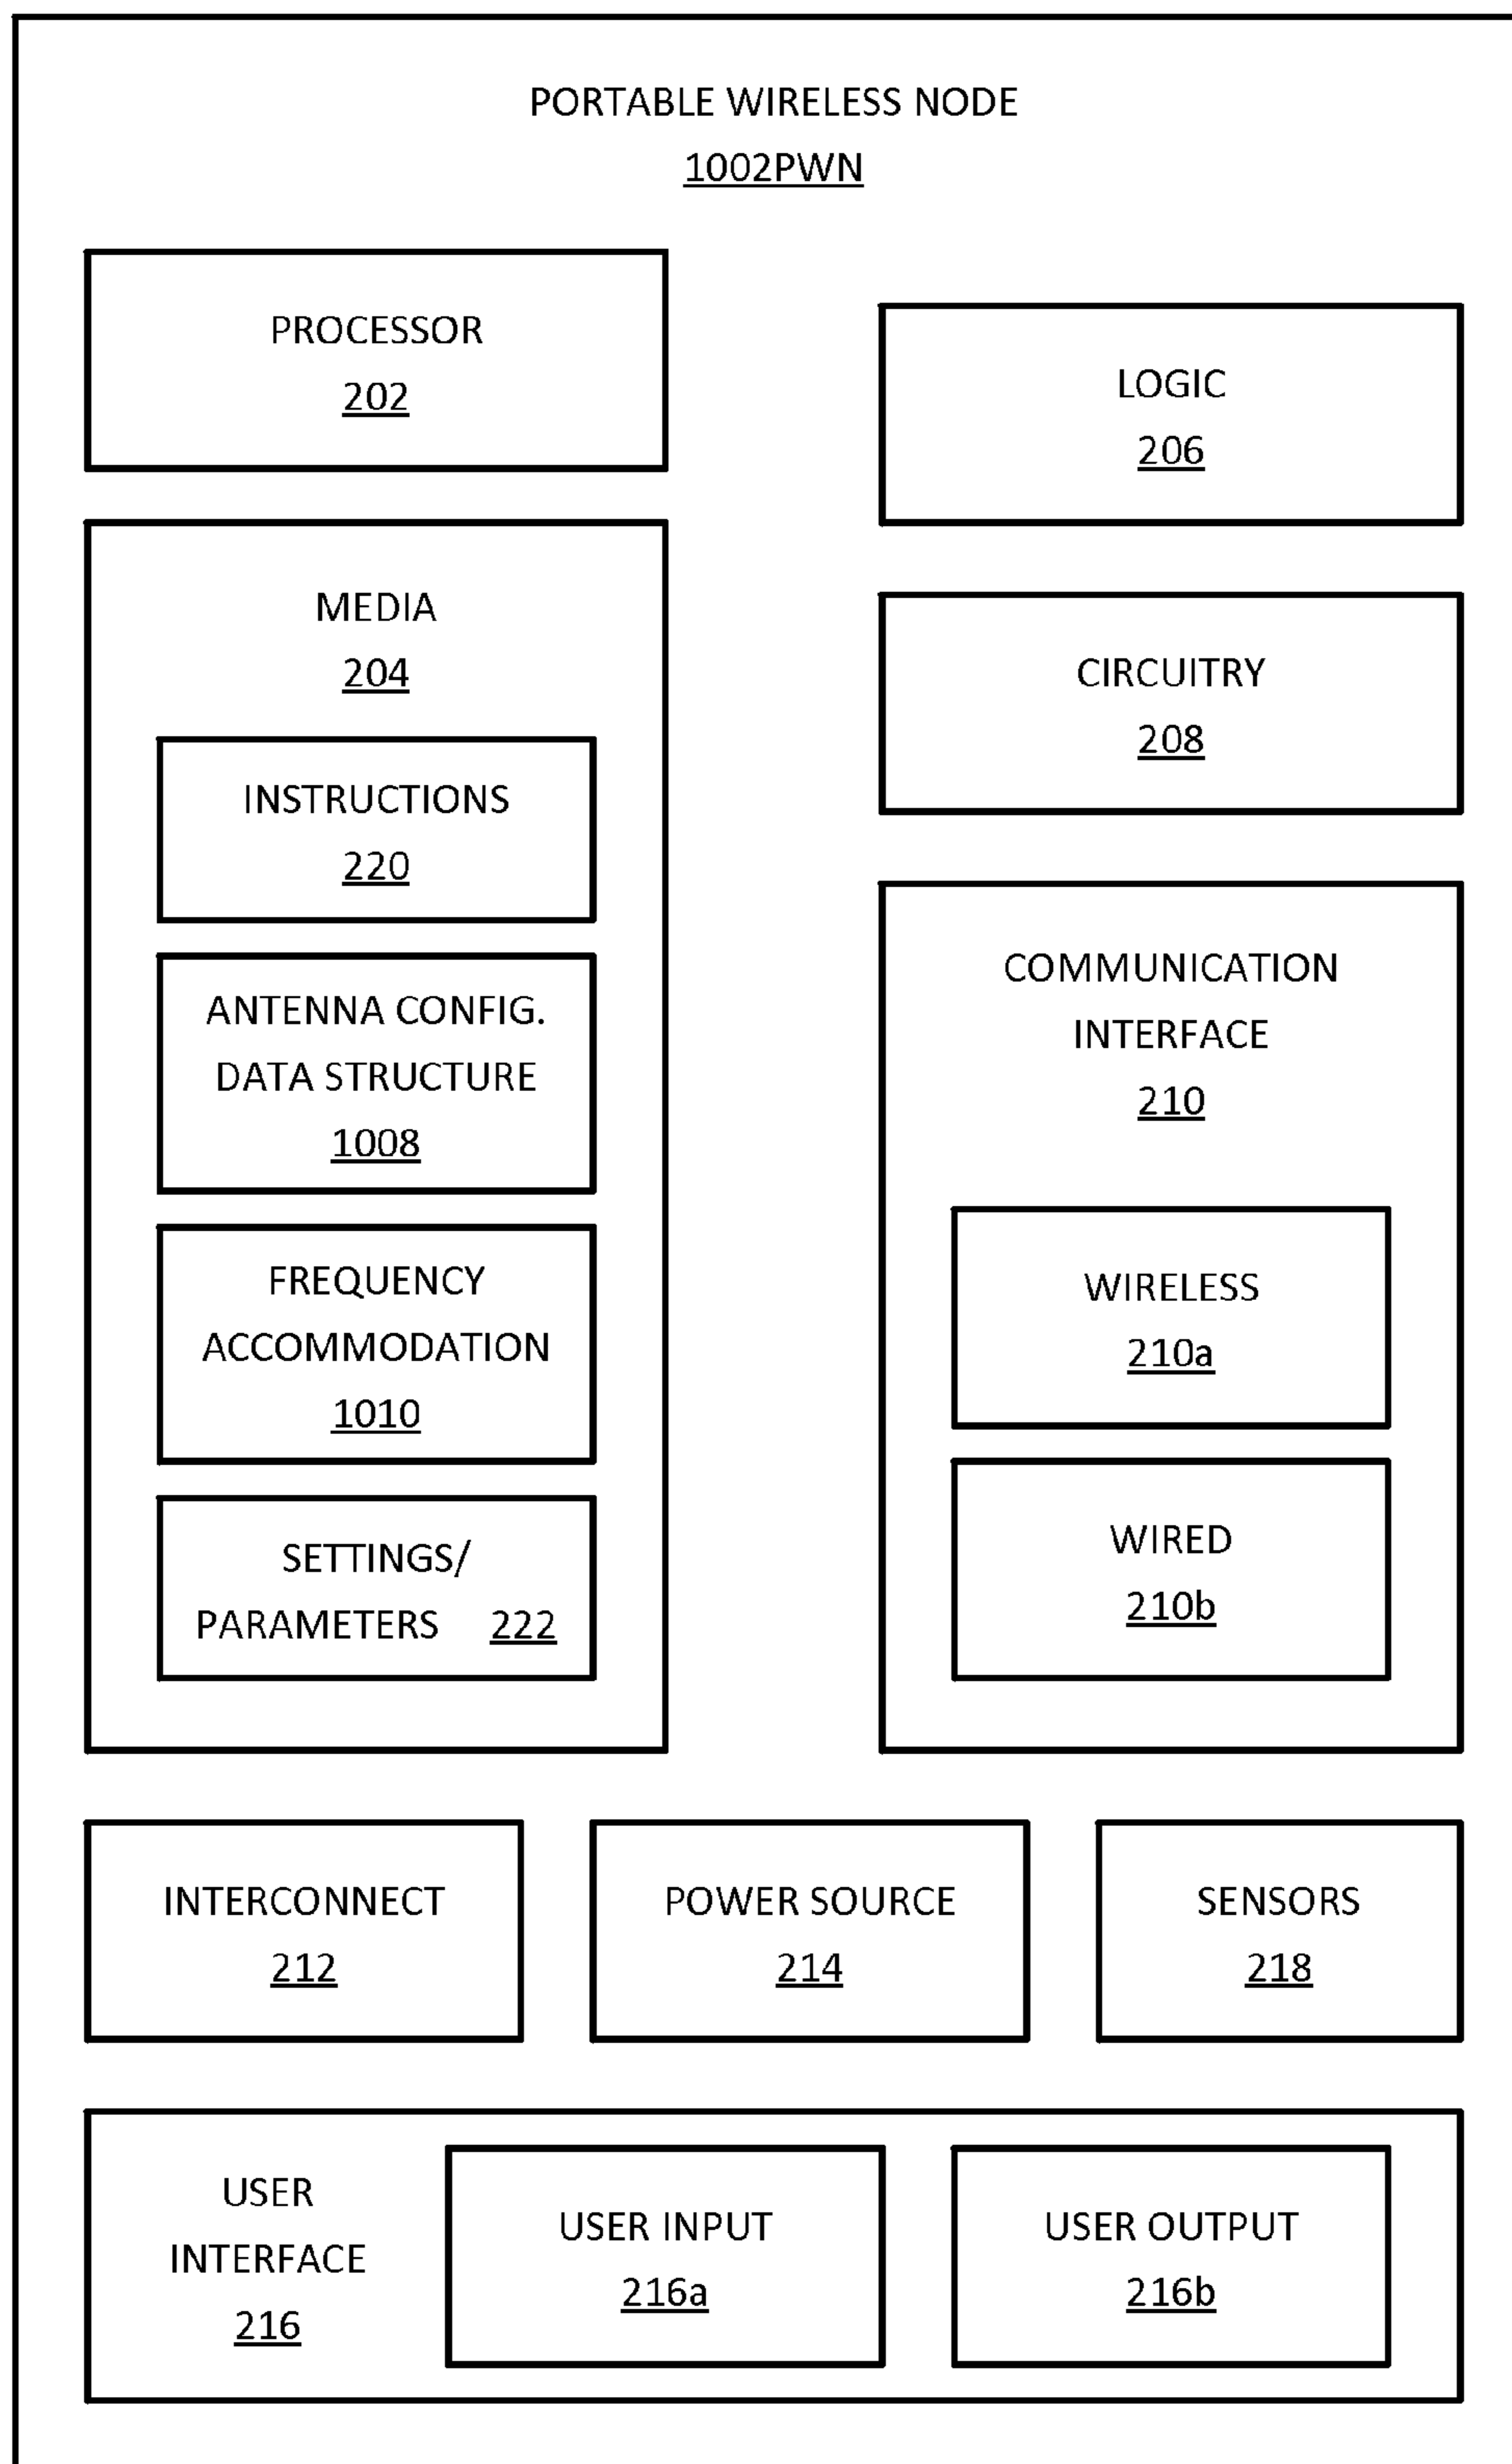 PORTABLE WIRELESS NODE
1002PWN
PROCESSOR
202
LOGIC
206
MEDIA
204
INSTRUCTIONS
220
ANTENNA CONFIG.
DATA STRUCTURE
1008
FREQUENCY
ACCOMMODATION
1010
SETTINGS/
PARAMETERS 222
CIRCUITRY
208
COMMUNICATION
INTERFACE
210
WIRELESS
210a
WIRED
210b
INTERCONNECT
212
POWER SOURCE
214
SENSORS
218
USER
INTERFACE
216
USER INPUT
216a
USER OUTPUT
216b